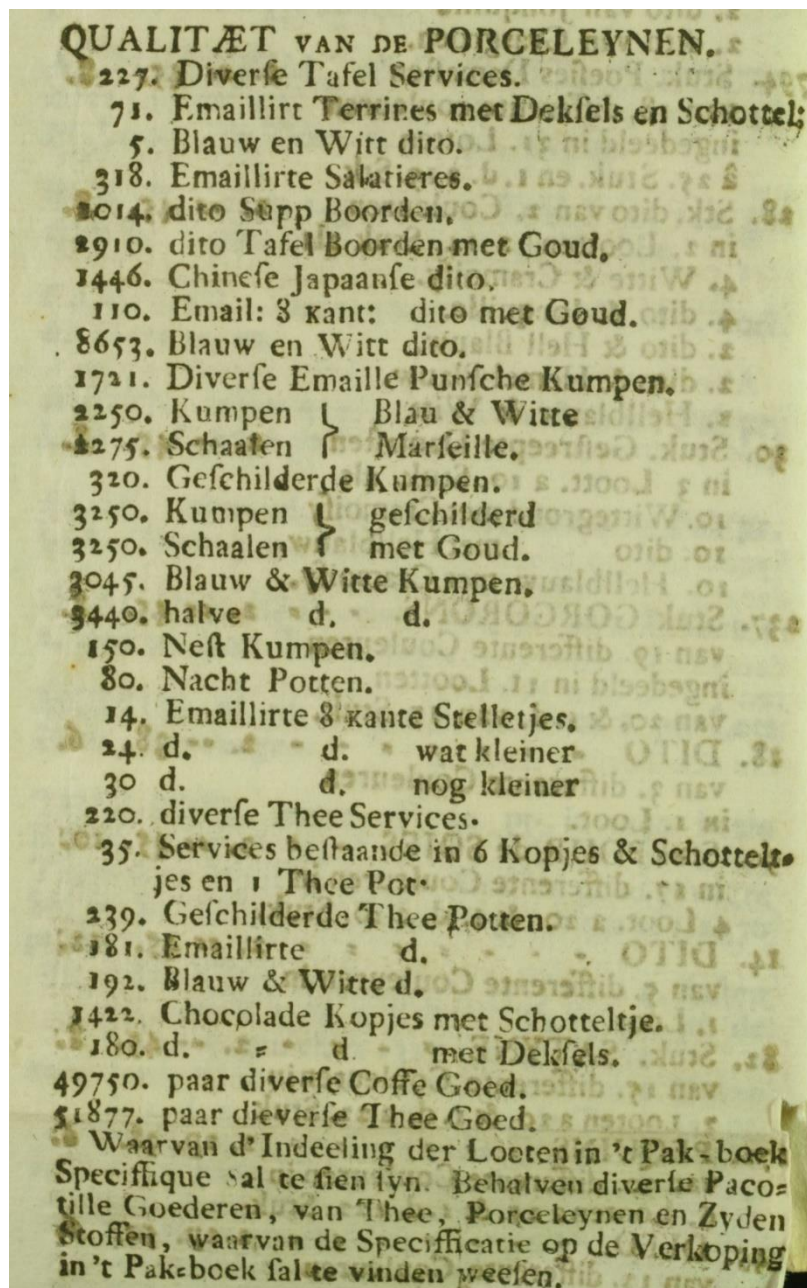 QUALITÆT VAN DE PORCELEYNEN.
227. Diverſe Tafel Services.
71. Emaillirt Terrines met Dekſels en Schottel:
5. Blauw en Witt dito.
318. Emaillirte Salatieres.
2014. dito Supp Boorden.
2910. dito Tafel Boorden met Goud.
1446. Chineſe Japaanſe dito.
110. Email: 8 kant: dito met Goud.
8653. Blauw en Witt dito.
1721. Diverſe Emaille Punſche Kumpen.
2250. Kumpen } Blau & Witte
2275. Schaalen } Marſeille.
320. Geſchilderde Kumpen.
3250. Kumpen } geſchilderd
3250. Schaalen } met Goud.
3045. Blauw & Witte Kumpen.
3440. halve d. d.
150. Neſt Kumpen.
80. Nacht Potten.
14. Emaillirte 8 kante Stelletjes.
24. d. - d. - wat kleiner
30 d. d. nog kleiner
220. diverſe Thee Services.
35. Services beſtaande in 6 Kopjes & Schottelt-
jes en 1 Thee Pot.
239. Geſchilderde Thee Potten.
181. Emaillirte d.
192. Blauw & Witte d.
1422. Chocolade Kopjes met Schotteltje.
180. d. = d met Dekſels.
49750. paar diverſe Coffe Goed.
51877. paar dieverſe Thee Goed.
Waarvan d' Indeeling der Looten in 't Pak-boek
Speciffique ſal te ſien ſyn. Behalven diverſe Paco=
tille Goederen, van Thee, Porceleynen en Zyden
Stoffen, waarvan de Specifficatie op de Verkoping
in 't Pak=boek ſal te vinden weeſen.